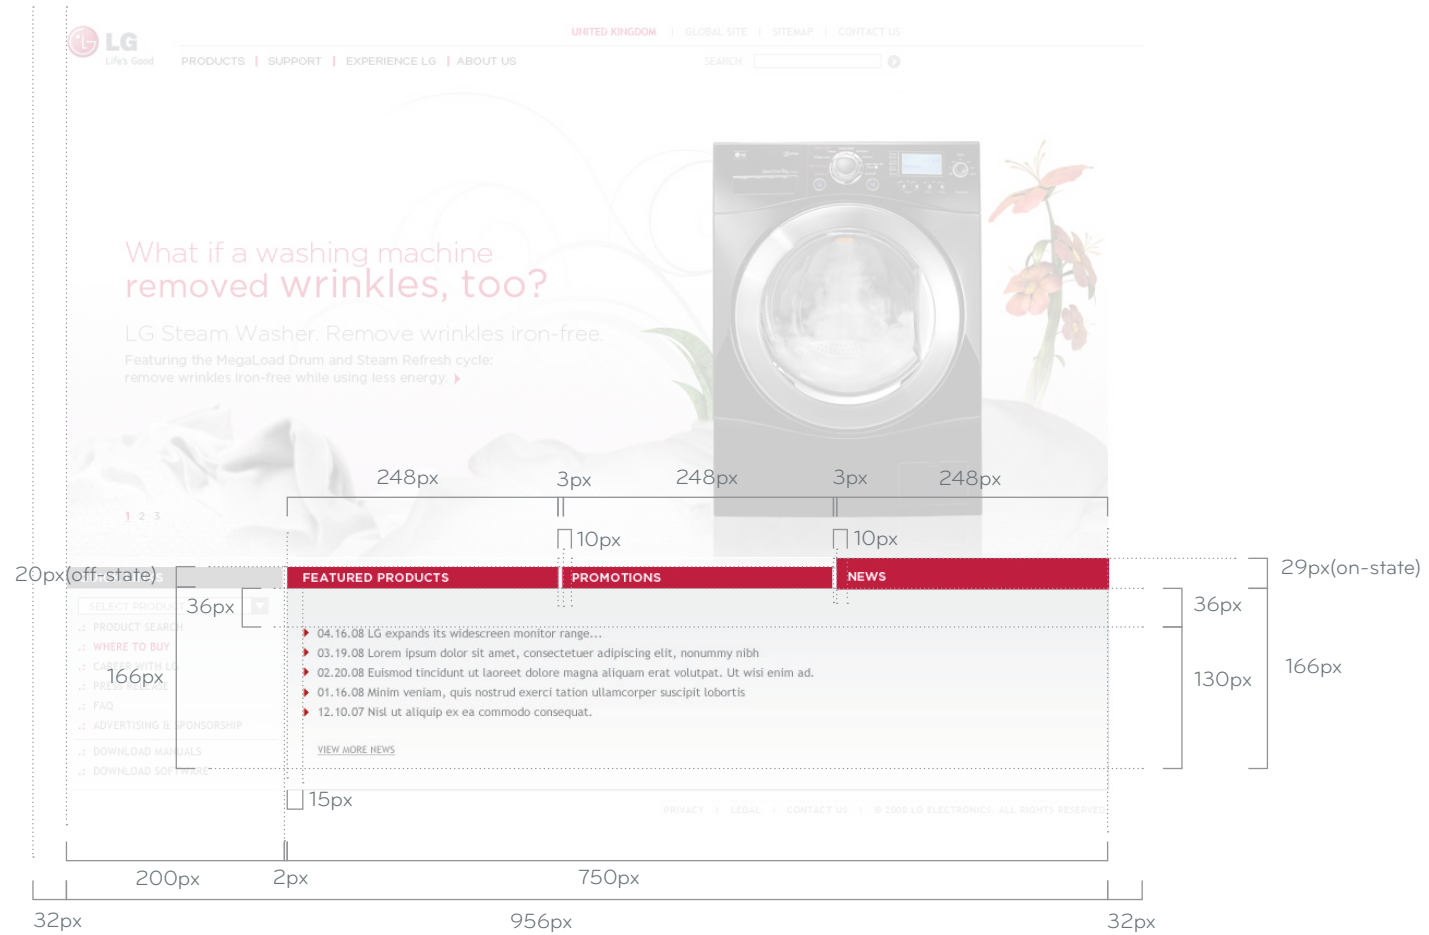 LG
Life's Good
UNITED KINGDOM | GLOBAL SITE | SITEMAP | CONTACT US
PRODUCTS | SUPPORT | EXPERIENCE LG | ABOUT US
SEARCH
What if a washing machine
removed wrinkles, too?
LG Steam Washer. Remove wrinkles iron-free.
Featuring the MegaLoad Drum and Steam Refresh cycle:
remove wrinkles iron-free while using less energy.
1 2 3
248px 3px 248px 3px 248px
10px 10px
20px(off-state)
29px(on-state)
FEATURED PRODUCTS PROMOTIONS NEWS
36px
36px
166px
166px
130px
SELECT PRODUCT
.: PRODUCT SEARCH
.: WHERE TO BUY
.: CAREER WITH LG
.: PRESS RELEASE
.: FAQ
.: ADVERTISING & SPONSORSHIP
.: DOWNLOAD MANUALS
.: DOWNLOAD SOFTWARE
04.16.08 LG expands its widescreen monitor range...
03.19.08 Lorem ipsum dolor sit amet, consectetuer adipiscing elit, nonummy nibh
02.20.08 Euismod tincidunt ut laoreet dolore magna aliquam erat volutpat. Ut wisi enim ad.
01.16.08 Minim veniam, quis nostrud exerci tation ullamcorper suscipit lobortis
12.10.07 Nisl ut aliquip ex ea commodo consequat.
VIEW MORE NEWS
15px
PRIVACY | LEGAL | CONTACT US | © 2008 LG ELECTRONICS. ALL RIGHTS RESERVED
200px 2px 750px
32px 956px 32px